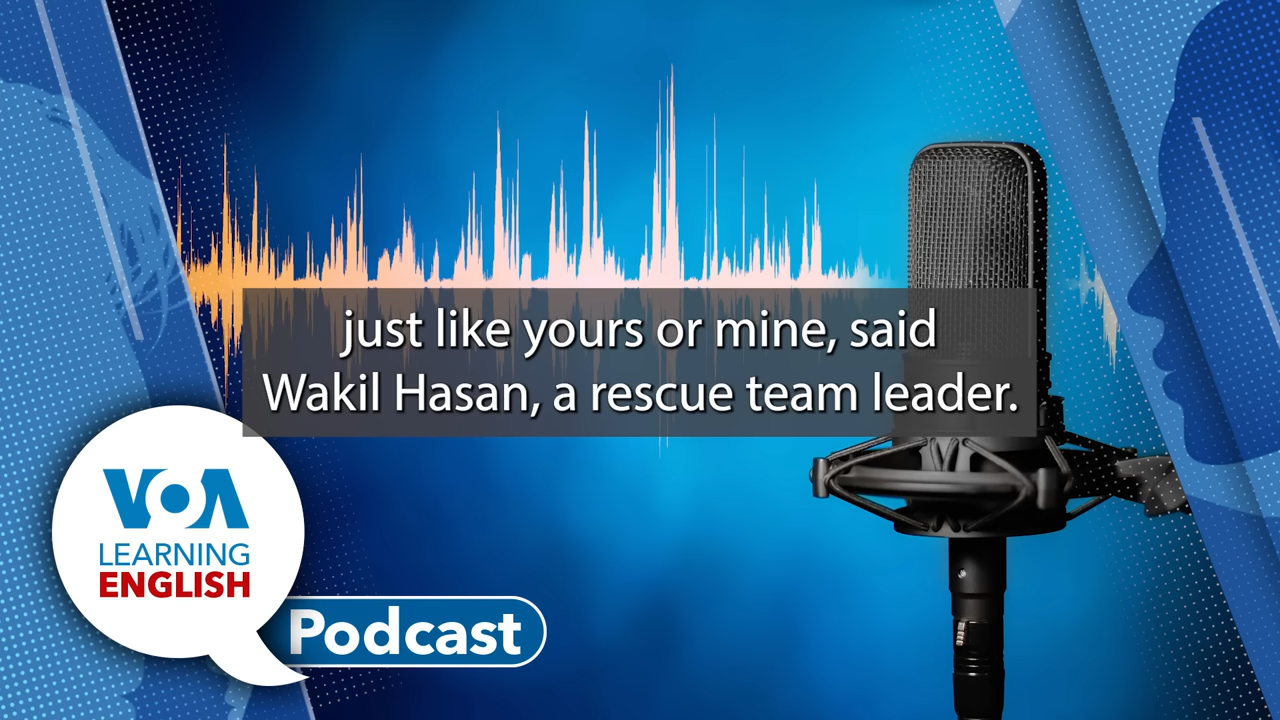 just like yours or mine, said
Wakil Hasan, a rescue team leader.
VOA
LEARNING
ENGLISH
Podcast